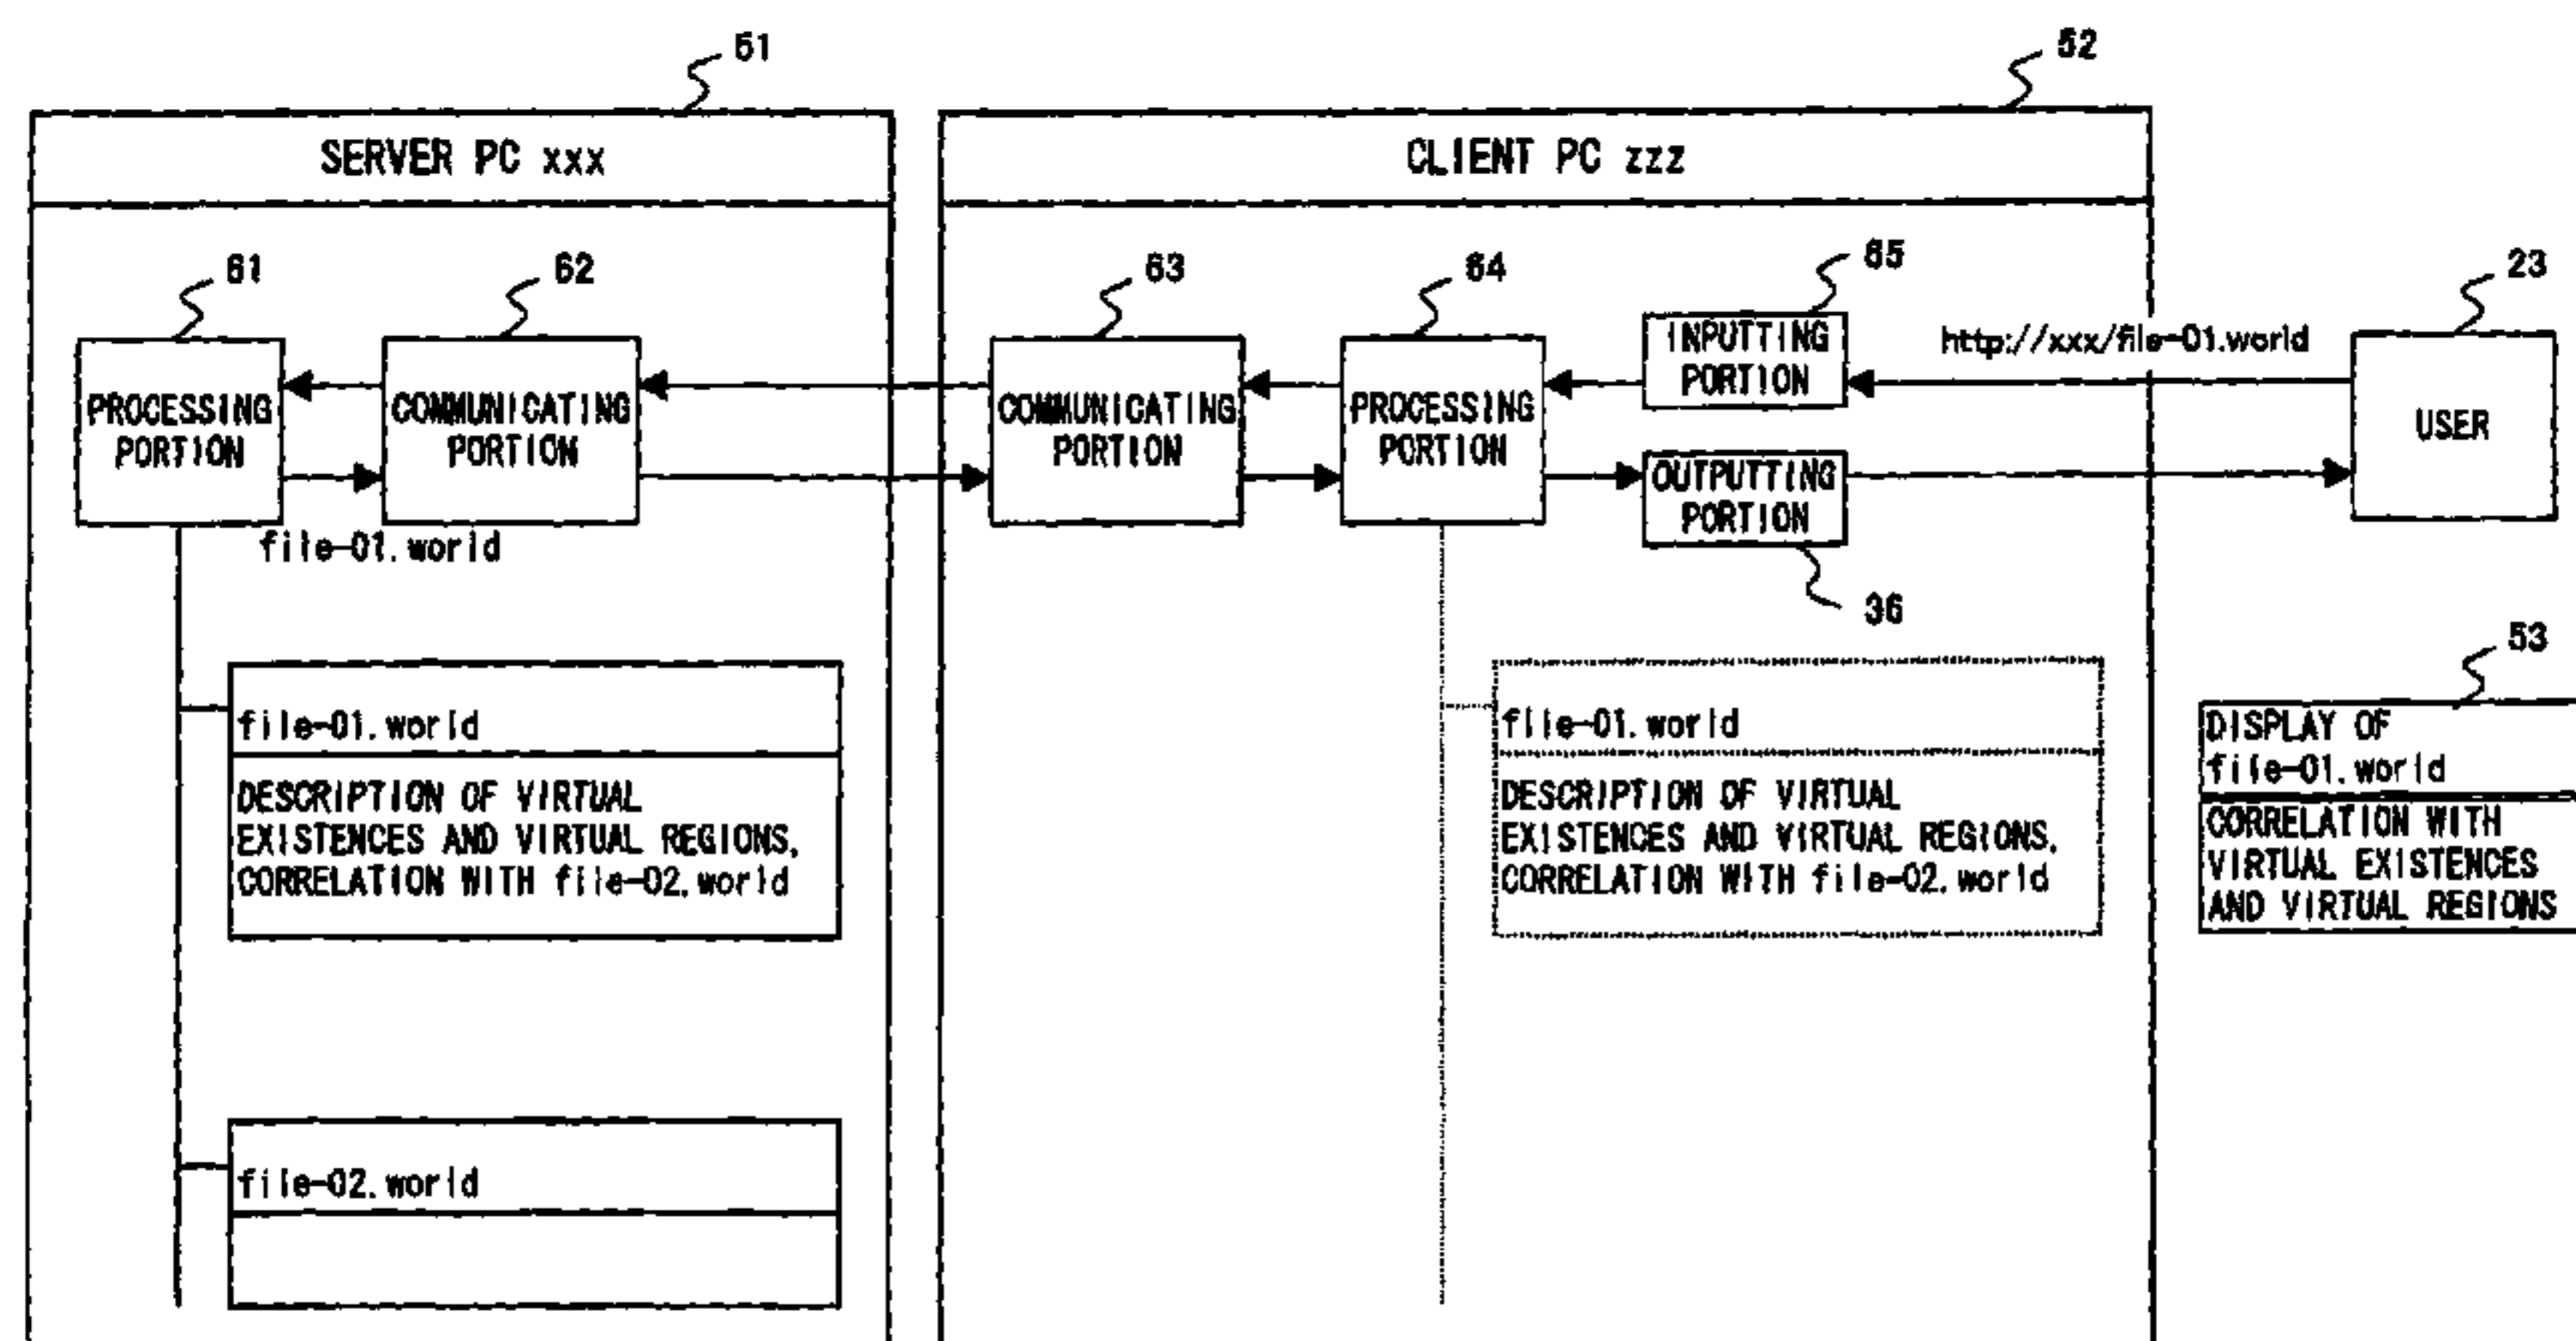 51
52
SERVER PC xxx
CLIENT PC zzz
61
62
63
64
65
23
PROCESSING
PORTION
COMMUNICATING
PORTION
COMMUNICATING
PORTION
PROCESSING
PORTION
INPUTTING
PORTION
http://xxx/file-01.world
USER
OUTPUTTING
PORTION
file-01.world
36
53
file-01.world
DESCRIPTION OF VIRTUAL
EXISTENCES AND VIRTUAL REGIONS,
CORRELATION WITH file-02.world
file-01.world
DESCRIPTION OF VIRTUAL
EXISTENCES AND VIRTUAL REGIONS,
CORRELATION WITH file-02.world
DISPLAY OF
file-01.world
CORRELATION WITH
VIRTUAL EXISTENCES
AND VIRTUAL REGIONS
file-02.world